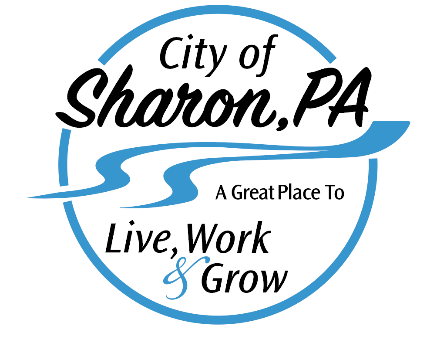 City of
Sharon, PA
A Great Place To
Live, Work
& Grow